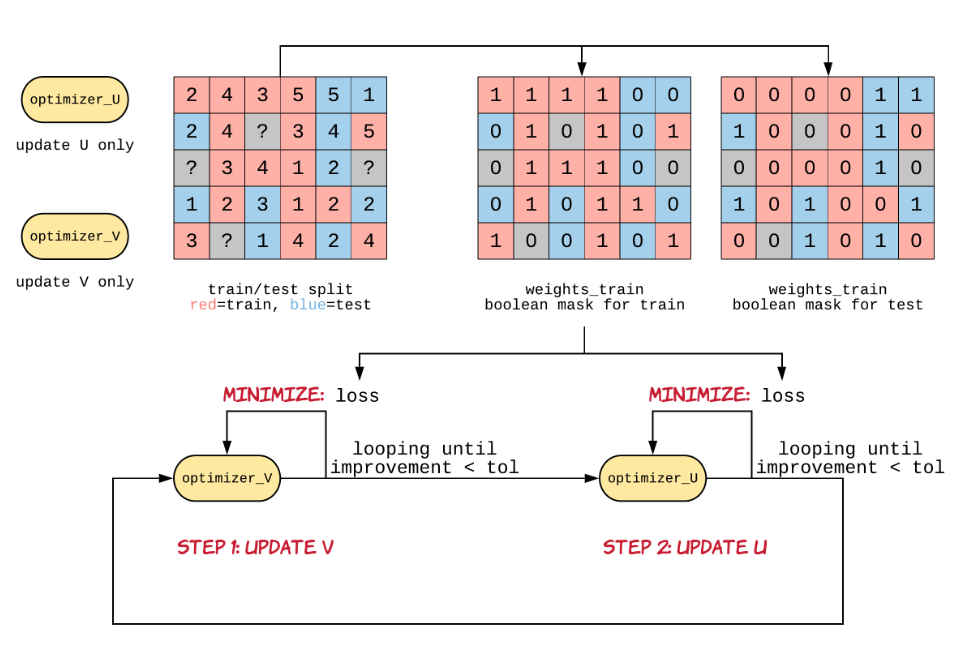 optimizer_U
update U only
optimizer_V
update V only
2 4 3 5 5 1
2 4 ? 3 4 5
? 3 4 1 2 ?
1 2 3 1 2 2
3 ? 1 4 2 4
train/test split
red=train, blue=test
1 1 1 1 0 0
0 1 0 1 0 1
0 1 1 1 0 0
0 1 0 1 1 0
1 0 0 1 0 1
weights_train
boolean mask for train
0 0 0 0 1 1
1 0 0 0 1 0
0 0 0 0 1 0
1 0 1 0 0 1
0 0 1 0 1 0
weights_train
boolean mask for test
MINIMIZE: loss
looping until
improvement < tol
optimizer_V
STEP 1: UPDATE V
MINIMIZE: loss
looping until
improvement < tol
optimizer_U
STEP 2: UPDATE U